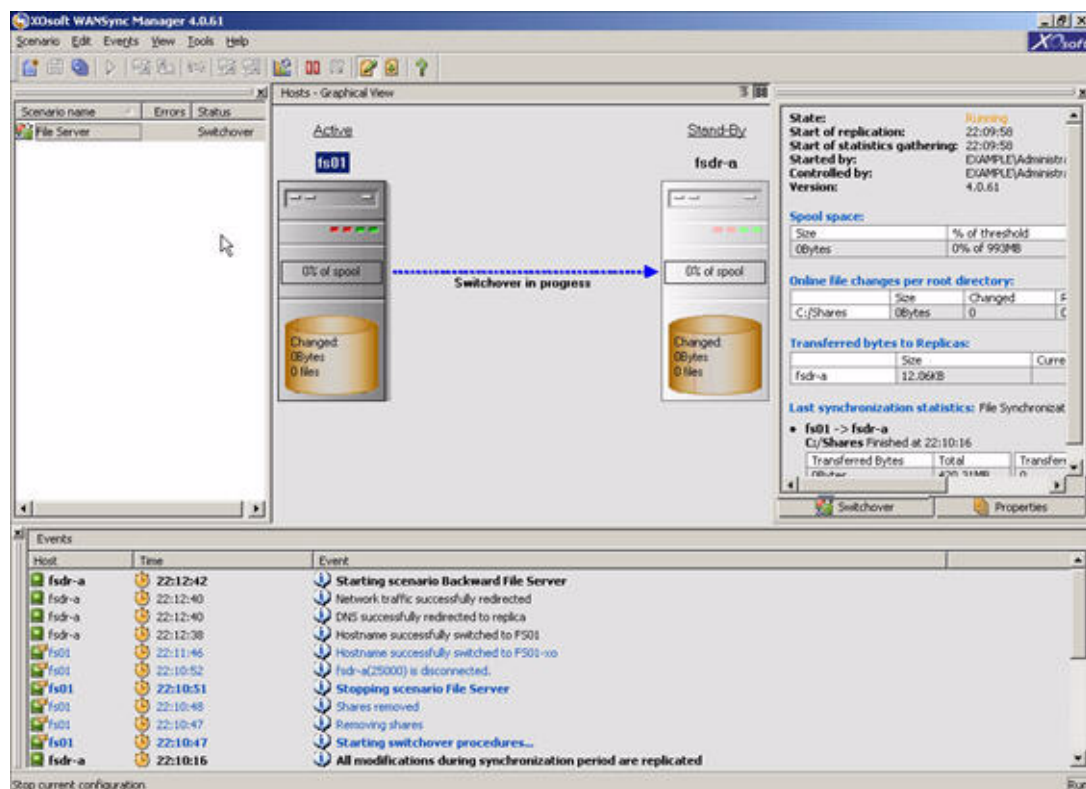 XOsoft WANSync Manager 4.0.61
Scenario Edit Events View Tools Help
XOsoft
Hosts - Graphical View
Scenario name Errors Status
File Server Switchover
Active Stand-By
fs01 fsdr-a
0% of spool 0% of spool
Switchover in progress
Changed: Changed:
0Bytes 0Bytes
0 files 0 files
State: Running
Start of replication: 22:09:58
Start of statistics gathering: 22:09:58
Started by: EXAMPLE\Administr
Controlled by: EXAMPLE\Administr
Version: 4.0.61
Spool space:
Size % of threshold
0Bytes 0% of 993MB
Online file changes per root directory:
Size Changed
C:/Shares 0Bytes 0
Transferred bytes to Replicas:
Size Curre
fsdr-a 12.06KB
Last synchronization statistics: File Synchronizat
• fs01 -> fsdr-a
C:/Shares Finished at 22:10:16
Transferred Bytes Total Transfer
0Bytes 420.31MB 0
Switchover Properties
Events
Host Time Event
fsdr-a 22:12:42 Starting scenario Backward File Server
fsdr-a 22:12:40 Network traffic successfully redirected
fsdr-a 22:12:40 DNS successfully redirected to replica
fsdr-a 22:12:38 Hostname successfully switched to FS01
fs01 22:11:46 Hostname successfully switched to FS01-xo
fs01 22:10:52 fsdr-a(25000) is disconnected.
fs01 22:10:51 Stopping scenario File Server
fs01 22:10:48 Shares removed
fs01 22:10:47 Removing shares
fs01 22:10:47 Starting switchover procedures...
fsdr-a 22:10:16 All modifications during synchronization period are replicated
Stop current configuration Run